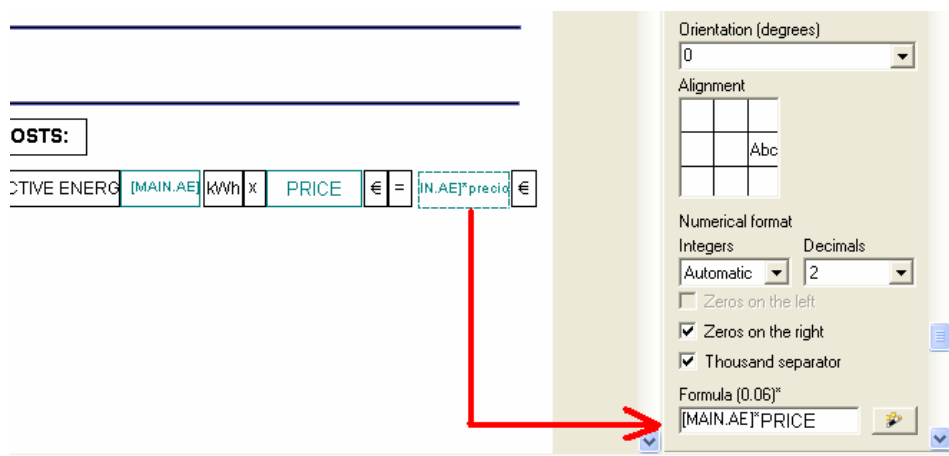 Orientation (degrees)
0
Alignment
Abc
OSTS:
CTIVE ENERG [MAIN.AE] kWh x PRICE € = IN.AE]*precio €
Numerical format
Integers Decimals
Automatic 2
Zeros on the left
Zeros on the right
Thousand separator
Formula (0.06)*
[MAIN.AE]*PRICE